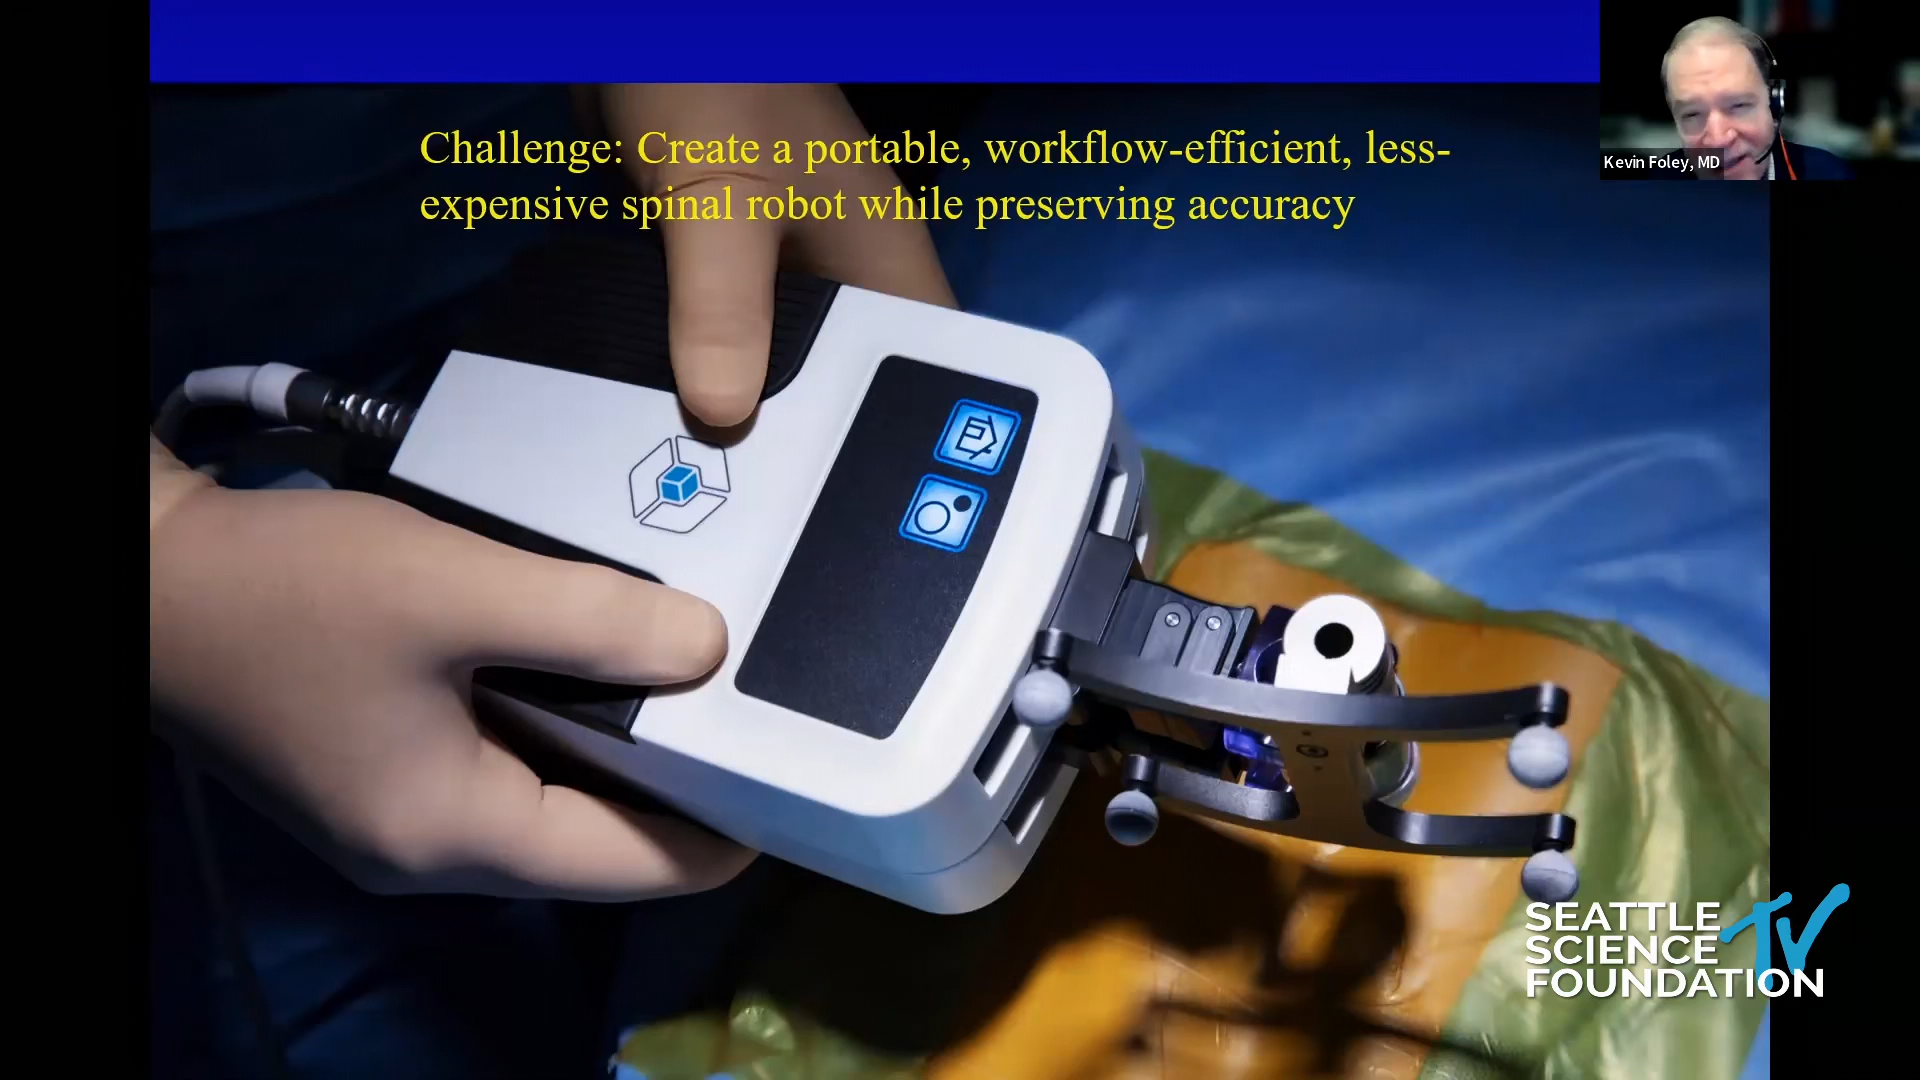 Challenge: Create a portable, workflow-efficient, less-
expensive spinal robot while preserving accuracy
Kevin Foley, MD
SEATTLE TV
SCIENCE
FOUNDATION